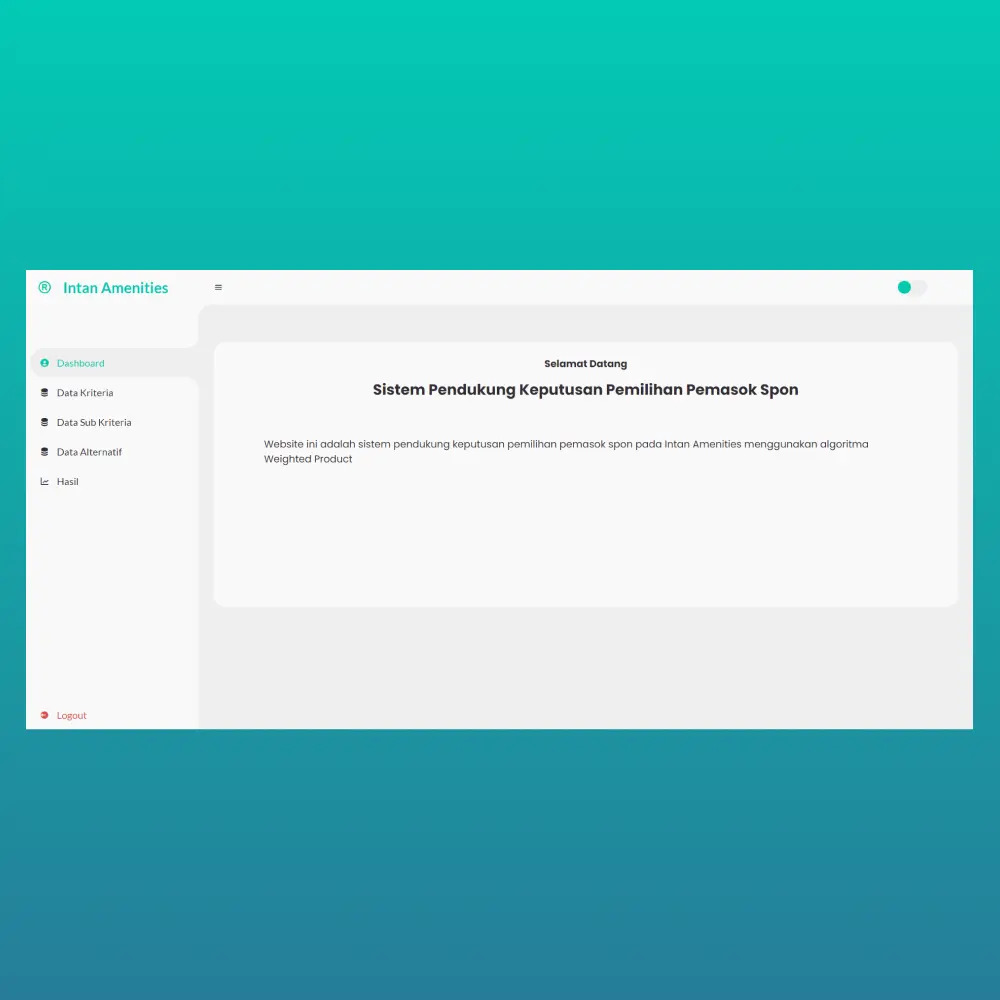 ® Intan Amenities
Dashboard
Data Kriteria
Data Sub Kriteria
Data Alternatif
Hasil
Logout
Selamat Datang
Sistem Pendukung Keputusan Pemilihan Pemasok Spon
Website ini adalah sistem pendukung keputusan pemilihan pemasok spon pada Intan Amenities menggunakan algoritma
Weighted Product